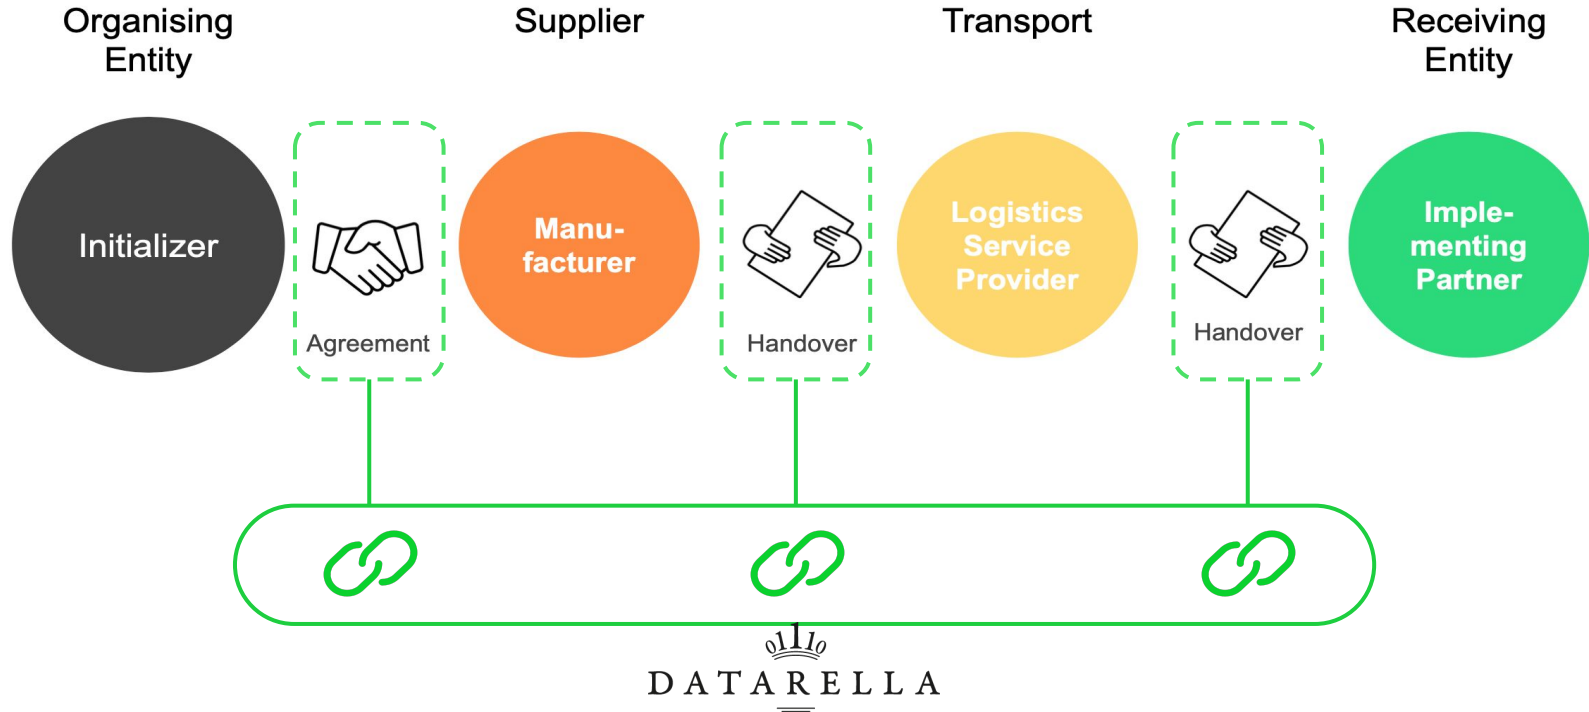 Organising
Entity
Supplier
Transport
Receiving
Entity
Initializer
Agreement
Manu-
facturer
Handover
Logistics
Service
Provider
Handover
Imple-
menting
Partner
01110
DATARELLA